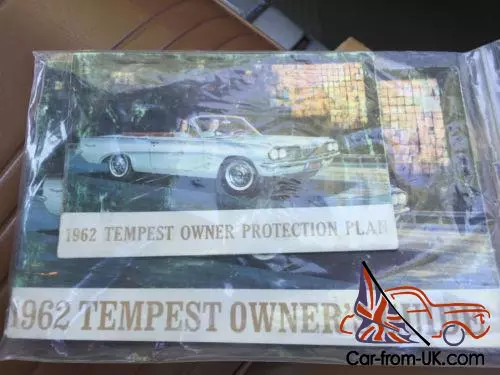 1962 TEMPEST OWNER PROTECTION PLAN
1962 TEMPEST OWNER'S
Car-from-UK.com